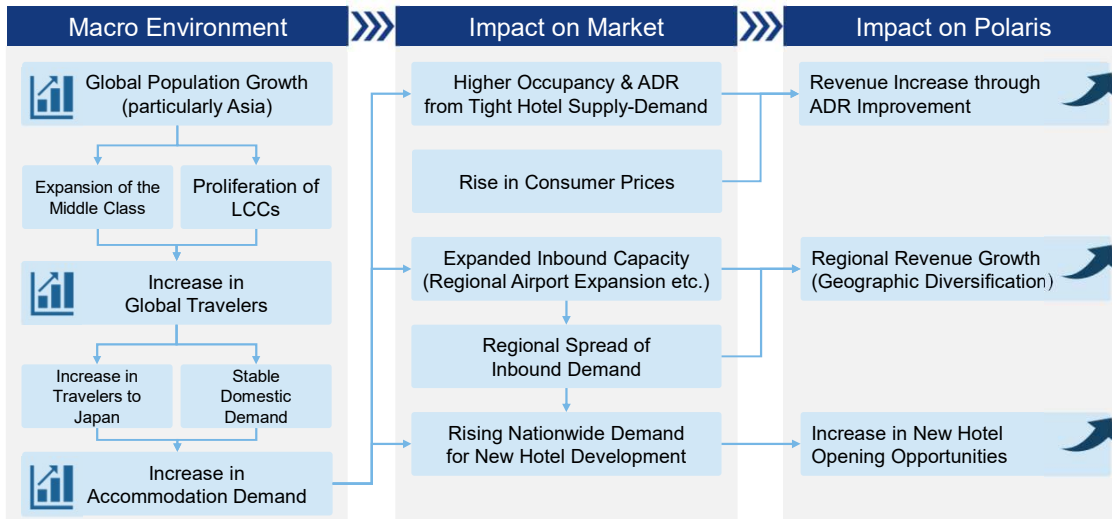 Macro Environment
Impact on Market
Impact on Polaris
Global Population Growth
(particularly Asia)
Expansion of the
Middle Class
Proliferation of
LCCs
Increase in
Global Travelers
Increase in
Travelers to
Japan
Stable
Domestic
Demand
Increase in
Accommodation Demand
Higher Occupancy & ADR
from Tight Hotel Supply-Demand
Rise in Consumer Prices
Expanded Inbound Capacity
(Regional Airport Expansion etc.)
Regional Spread of
Inbound Demand
Rising Nationwide Demand
for New Hotel Development
Revenue Increase through
ADR Improvement
Regional Revenue Growth
(Geographic Diversification)
Increase in New Hotel
Opening Opportunities